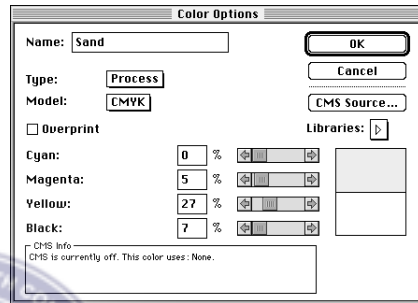 Color Options
Name: Sand
OK
Cancel
Type: Process
Model: CMYK
CMS Source...
Overprint
Libraries:
Cyan: 0 %
Magenta: 5 %
Yellow: 27 %
Black: 7 %
CMS Info
CMS is currently off. This color uses: None.